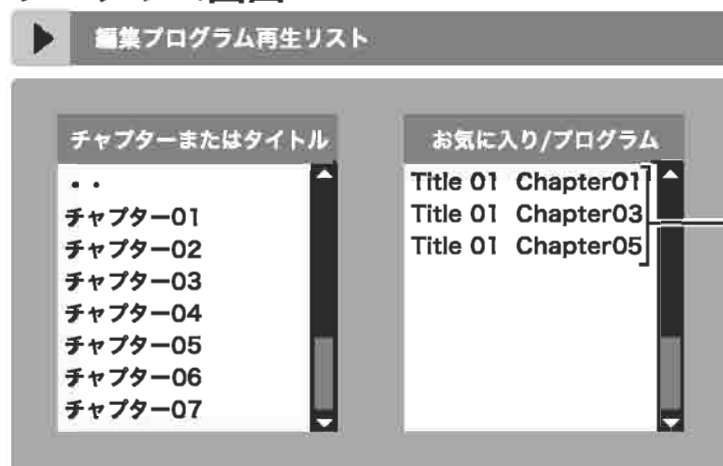 編集プログラム再生リスト
チャプターまたはタイトル
. .
チャプター01
チャプター02
チャプター03
チャプター04
チャプター05
チャプター06
チャプター07
お気に入り/プログラム
Title 01 Chapter01
Title 01 Chapter03
Title 01 Chapter05